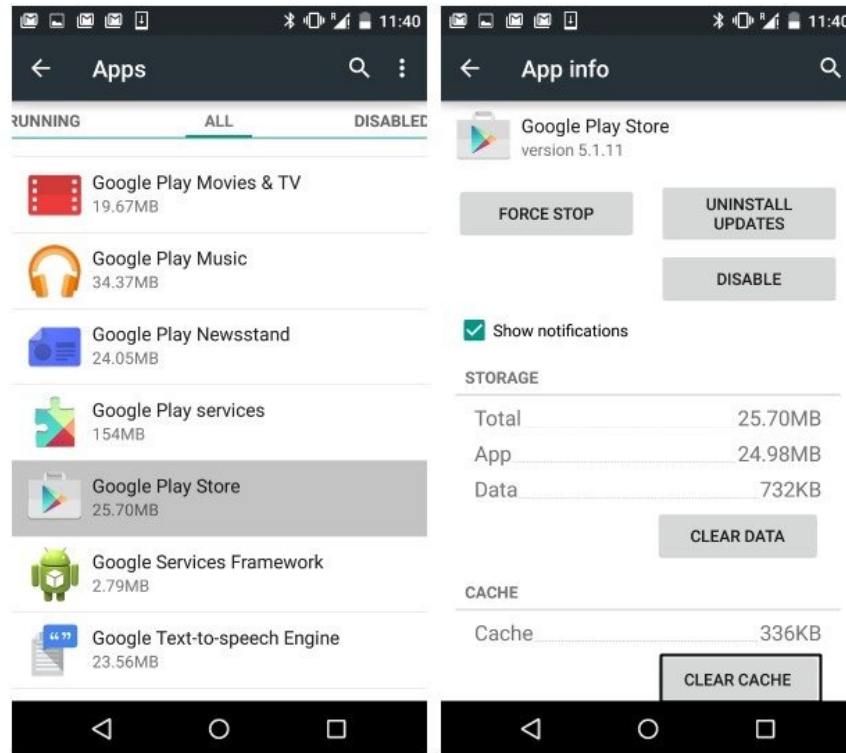 11:40
Apps
RUNNING ALL DISABLED
Google Play Movies & TV
19.67MB
Google Play Music
34.37MB
Google Play Newsstand
24.05MB
Google Play services
154MB
Google Play Store
25.70MB
Google Services Framework
2.79MB
Google Text-to-speech Engine
23.56MB
R 11:40
App info
Google Play Store
version 5.1.11
FORCE STOP
UNINSTALL
UPDATES
DISABLE
Show notifications
STORAGE
Total 25.70MB
App 24.98MB
Data 732KB
CLEAR DATA
CACHE
Cache 336KB
CLEAR CACHE